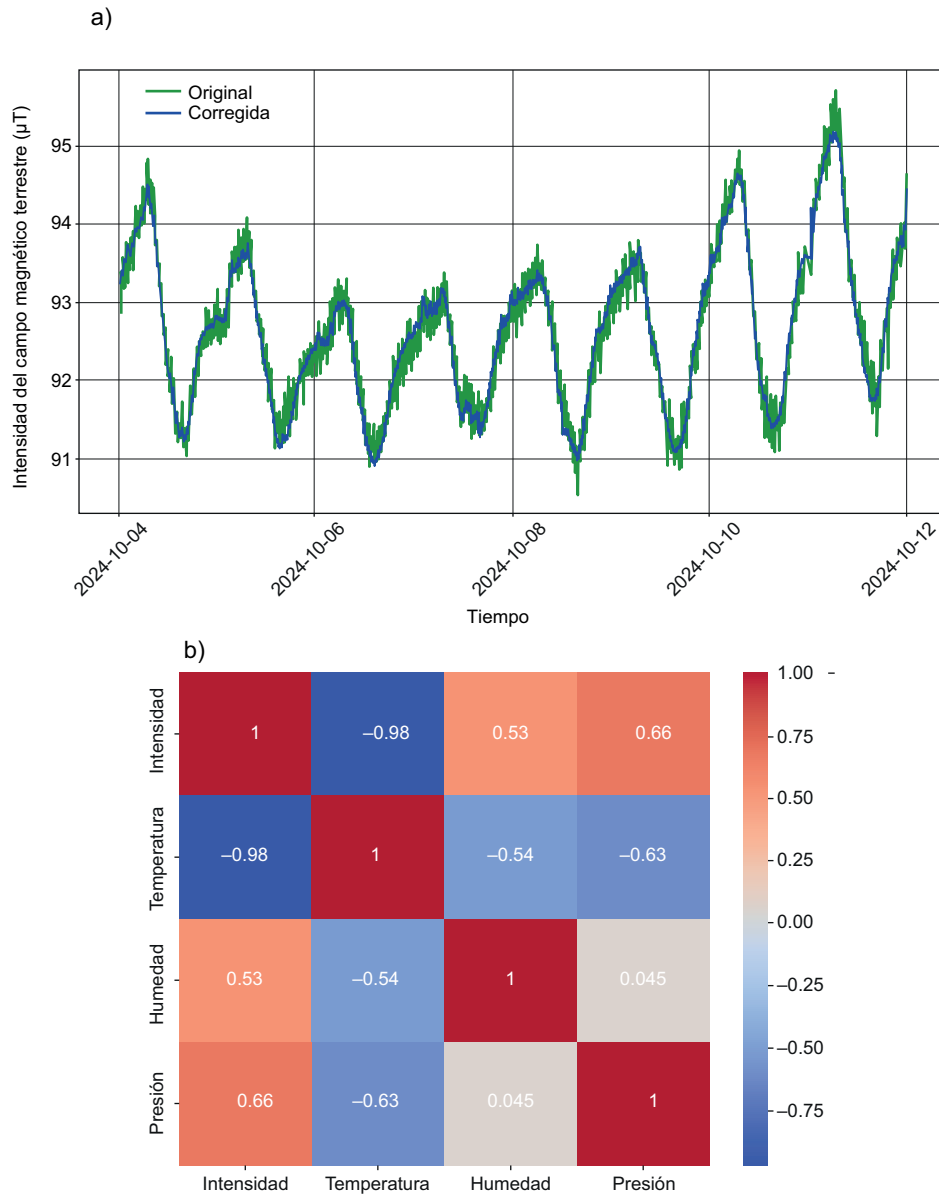 a)
Original
Corregida
Intensidad del campo magnético terrestre (µT)
95
94
93
92
91
2024-10-04
2024-10-06
2024-10-08
2024-10-10
2024-10-12
Tiempo
b)
Intensidad
1
–0.98
0.53
0.66
Temperatura
–0.98
1
–0.54
–0.63
Humedad
0.53
–0.54
1
0.045
Presión
0.66
–0.63
0.045
1
Intensidad
Temperatura
Humedad
Presión
1.00
0.75
0.50
0.25
0.00
–0.25
–0.50
–0.75